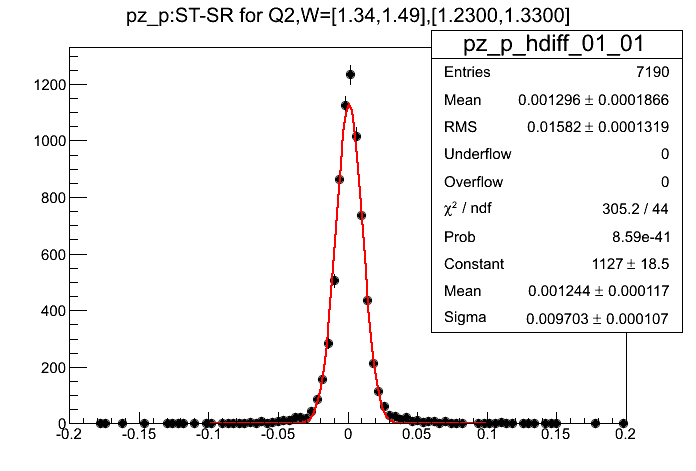 pz_p:ST-SR for Q2,W=[1.34,1.49],[1.2300,1.3300]
pz_p_hdiff_01_01
Entries 7190
Mean 0.001296 ± 0.0001866
RMS 0.01582 ± 0.0001319
Underflow 0
Overflow 0
χ² / ndf 305.2 / 44
Prob 8.59e-41
Constant 1127 ± 18.5
Mean 0.001244 ± 0.000117
Sigma 0.009703 ± 0.000107
1200
1000
800
600
400
200
0
-0.2 -0.15 -0.1 -0.05 0 0.05 0.1 0.15 0.2